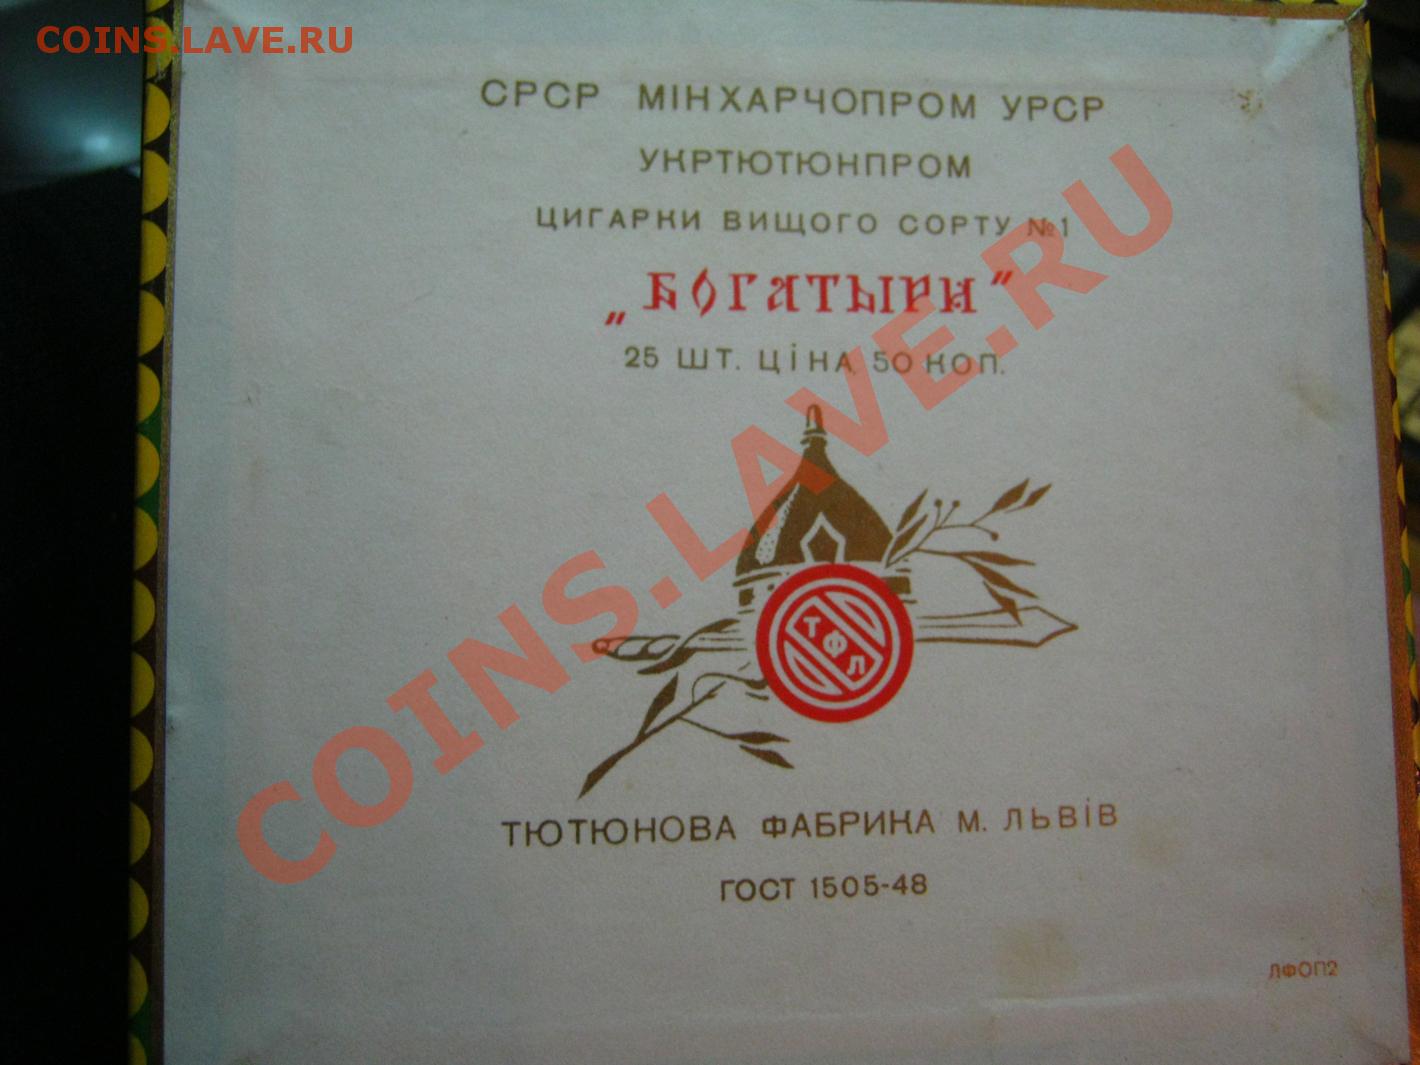 COINS.LAVE.RU
СРСР МІНХАРЧОПРОМ УРСР
УКРТЮТЮНПРОМ
ЦИГАРКИ ВИЩОГО СОРТУ №1
„БОГАТЫРИ"
25 ШТ. ЦІНА 50 КОП.
ТФЛ
ТЮТЮНОВА ФАБРИКА М. ЛЬВІВ
ГОСТ 1505-48
ЛФОП2
COINS.LAVE.RU